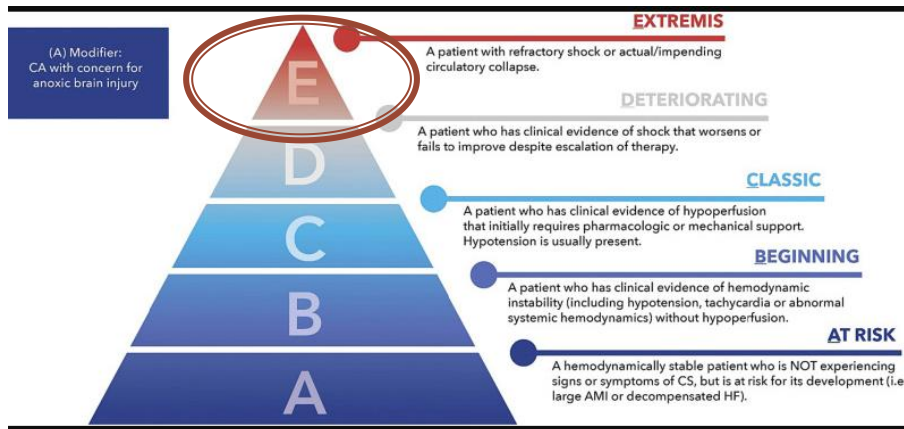 (A) Modifier:
CA with concern for
anoxic brain injury
E
D
C
B
A
EXTREMIS
A patient with refractory shock or actual/impending
circulatory collapse.
DETERIORATING
A patient who has clinical evidence of shock that worsens or
fails to improve despite escalation of therapy.
CLASSIC
A patient who has clinical evidence of hypoperfusion
that initially requires pharmacologic or mechanical support.
Hypotension is usually present.
BEGINNING
A patient who has clinical evidence of hemodynamic
instability (including hypotension, tachycardia or abnormal
systemic hemodynamics) without hypoperfusion.
AT RISK
A hemodynamically stable patient who is NOT experiencing
signs or symptoms of CS, but is at risk for its development (i.e
large AMI or decompensated HF).